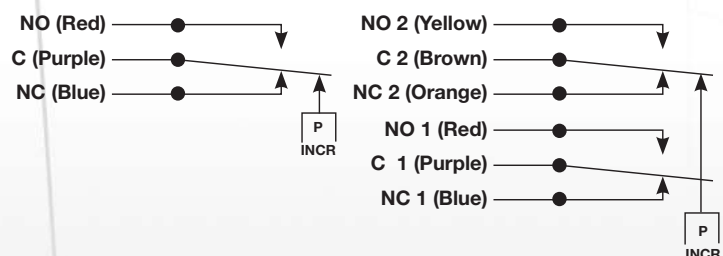 NO (Red)
C (Purple)
NC (Blue)
P
INCR
NO 2 (Yellow)
C 2 (Brown)
NC 2 (Orange)
NO 1 (Red)
C 1 (Purple)
NC 1 (Blue)
P
INCR